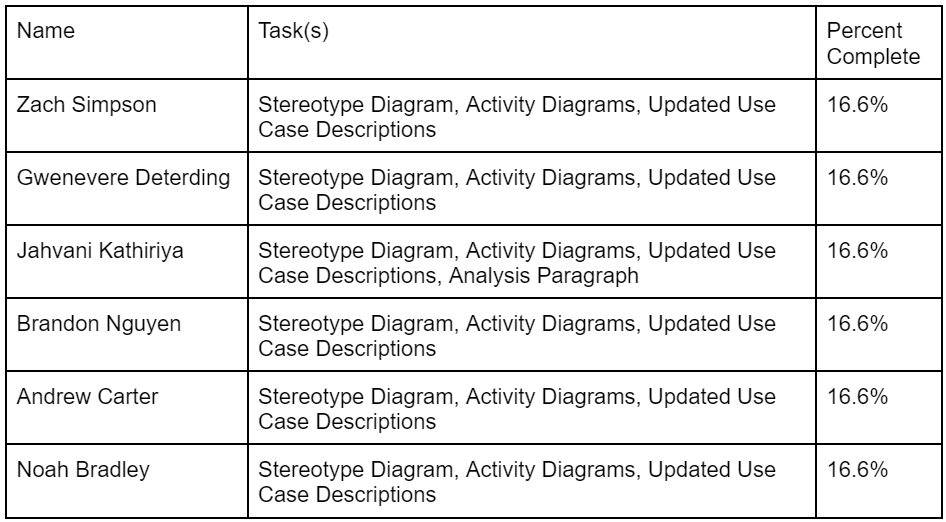 Name Task(s) Percent
Complete
Zach Simpson Stereotype Diagram, Activity Diagrams, Updated Use 16.6%
Case Descriptions
Gwenevere Deterding Stereotype Diagram, Activity Diagrams, Updated Use 16.6%
Case Descriptions
Jahvani Kathiriya Stereotype Diagram, Activity Diagrams, Updated Use 16.6%
Case Descriptions, Analysis Paragraph
Brandon Nguyen Stereotype Diagram, Activity Diagrams, Updated Use 16.6%
Case Descriptions
Andrew Carter Stereotype Diagram, Activity Diagrams, Updated Use 16.6%
Case Descriptions
Noah Bradley Stereotype Diagram, Activity Diagrams, Updated Use 16.6%
Case Descriptions